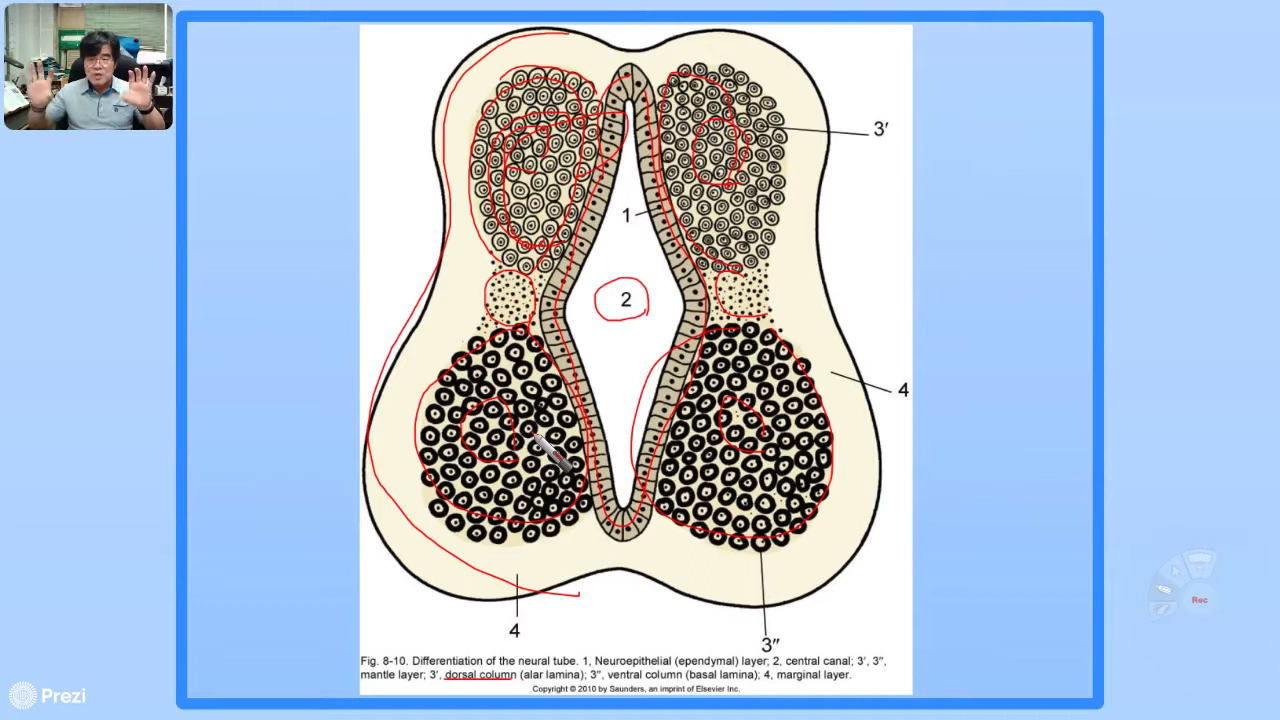 3′
1
2
4
4
3″
Fig. 8-10. Differentiation of the neural tube. 1, Neuroepithelial (ependymal) layer; 2, central canal; 3′, 3″,
mantle layer; 3′, dorsal column (alar lamina); 3″, ventral column (basal lamina); 4, marginal layer.
Copyright © 2010 by Saunders, an imprint of Elsevier Inc.
Rec
Prezi